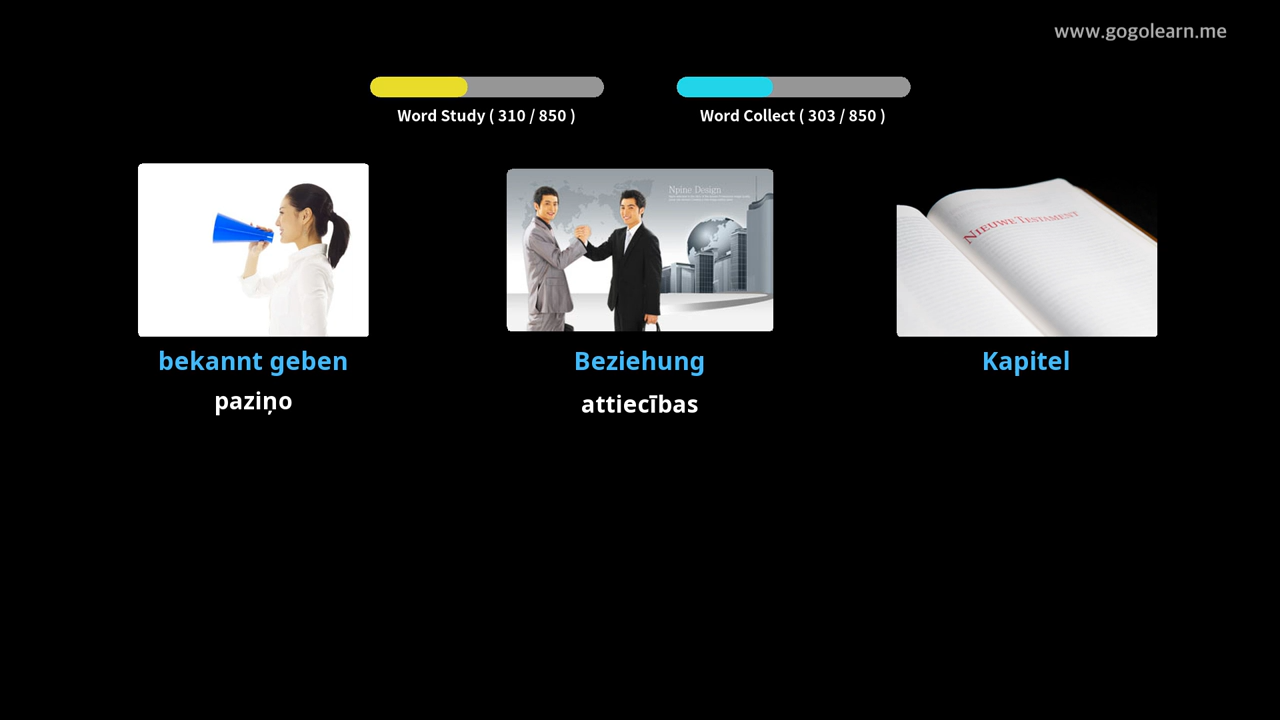 www.gogolearn.me
Word Study ( 310 / 850 )
Word Collect ( 303 / 850 )
Npine Design
NIEUWE TESTAMENT
bekannt geben
Beziehung
Kapitel
paziņo
attiecības